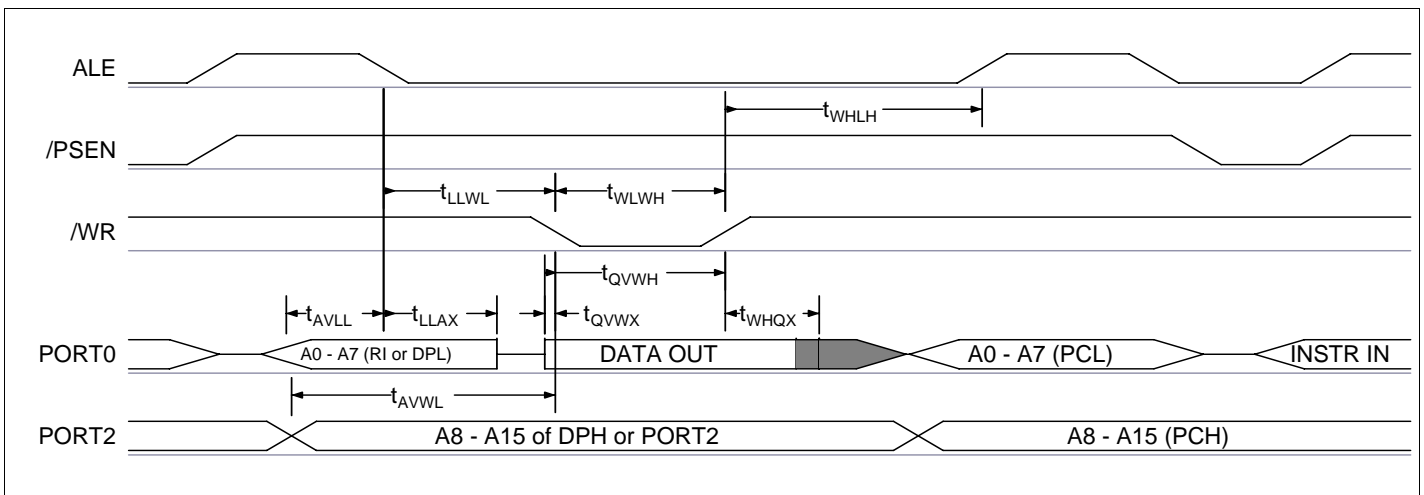 ALE
tWHLH
/PSEN
tLLWL tWLWH
/WR
tQVWH
tAVLL tLLAX tQVWX tWHQX
PORT0 A0 - A7 (RI or DPL) DATA OUT A0 - A7 (PCL) INSTR IN
tAVWL
PORT2 A8 - A15 of DPH or PORT2 A8 - A15 (PCH)